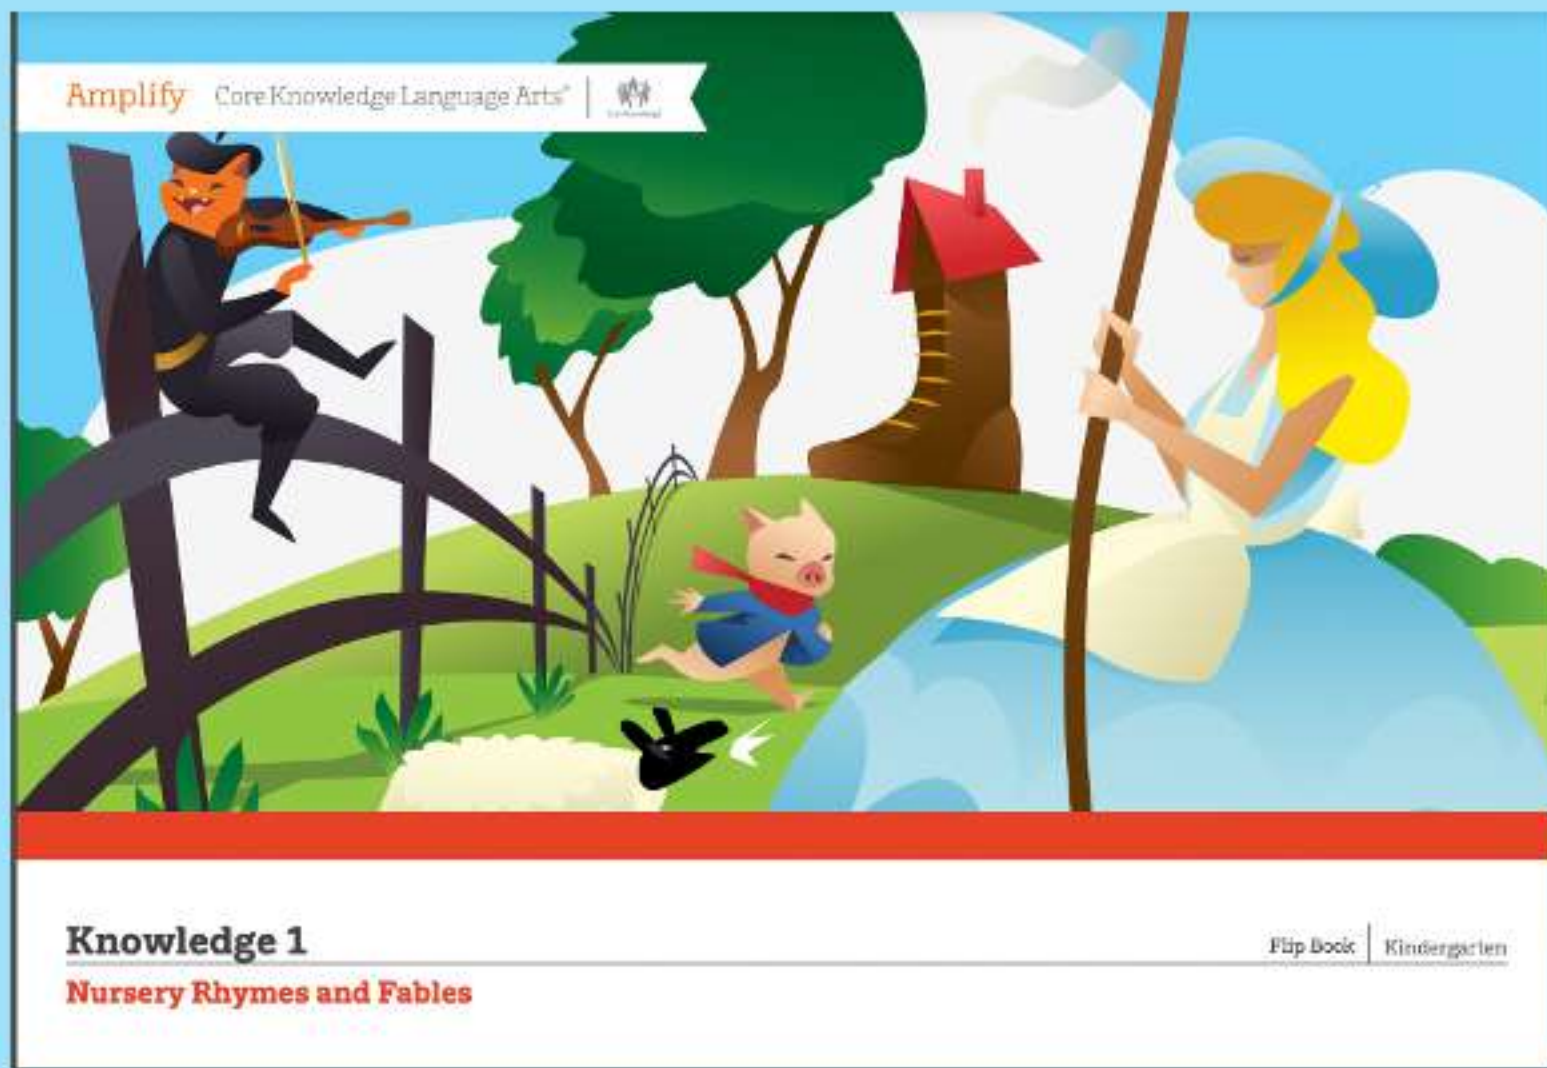 Amplify Core Knowledge Language Arts®
Knowledge 1
Flip Book | Kindergarten
Nursery Rhymes and Fables